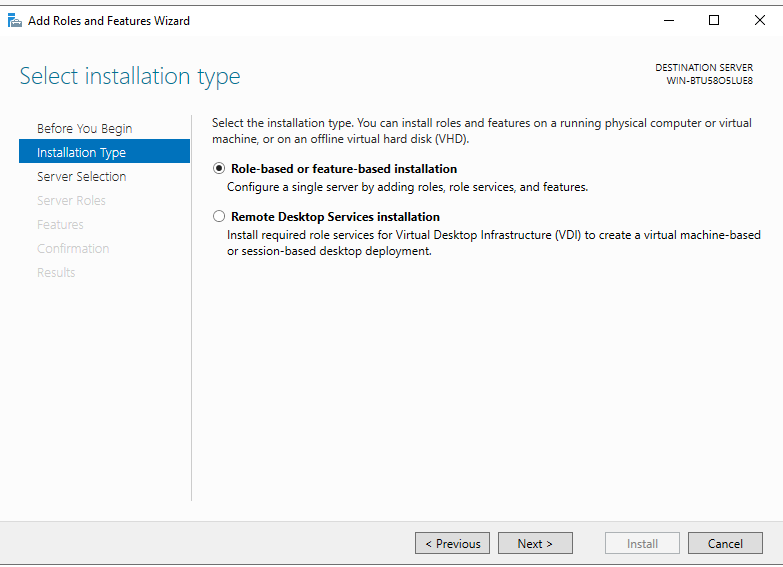 Add Roles and Features Wizard
Select installation type
DESTINATION SERVER
WIN-BTU58O5LUE8
Before You Begin
Installation Type
Server Selection
Server Roles
Features
Confirmation
Results
Select the installation type. You can install roles and features on a running physical computer or virtual
machine, or on an offline virtual hard disk (VHD).
Role-based or feature-based installation
Configure a single server by adding roles, role services, and features.
Remote Desktop Services installation
Install required role services for Virtual Desktop Infrastructure (VDI) to create a virtual machine-based
or session-based desktop deployment.
< Previous
Next >
Install
Cancel